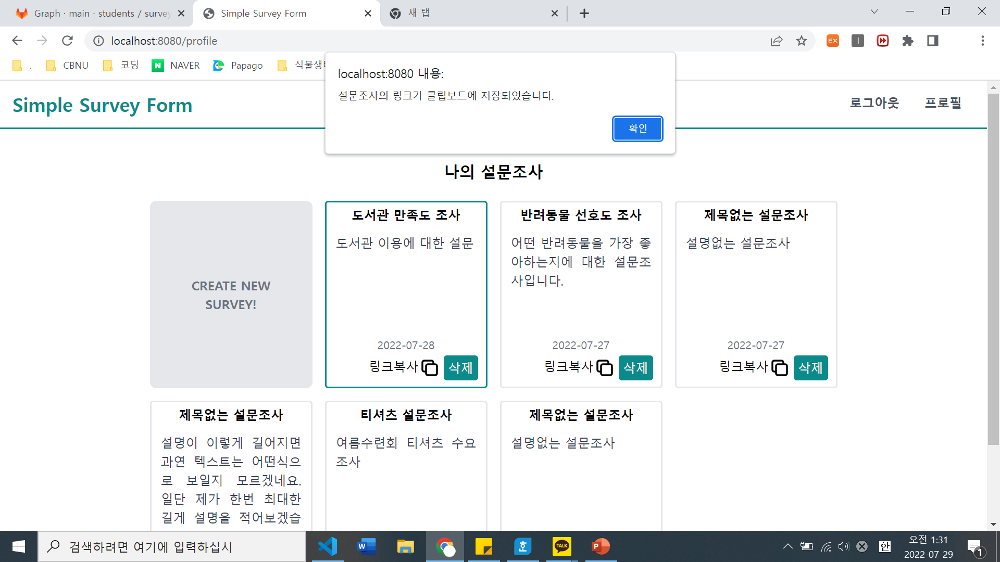 Graph · main · students / survey
Simple Survey Form
새 탭
localhost:8080/profile
EX
.
CBNU
코딩
NAVER
Papago
localhost:8080 내용:
설문조사의 링크가 클립보드에 저장되었습니다.
확인
Simple Survey Form
로그아웃
프로필
나의 설문조사
CREATE NEW
SURVEY!
도서관 만족도 조사
도서관 이용에 대한 설문
2022-07-28
링크복사
삭제
반려동물 선호도 조사
어떤 반려동물을 가장 좋
아하는지에 대한 설문조
사입니다.
2022-07-27
링크복사
삭제
제목없는 설문조사
설명없는 설문조사
2022-07-27
링크복사
삭제
제목없는 설문조사
설명이 이렇게 길어지면
과연 텍스트는 어떤식으
로 보일지 모르겠네요.
일단 제가 한번 최대한
길게 설명을 적어보겠습
티셔츠 설문조사
여름수련회 티셔츠 수요
조사
제목없는 설문조사
설명없는 설문조사
검색하려면 여기에 입력하십시
W
호
TALK
P
한
오전 1:31
2022-07-29
1